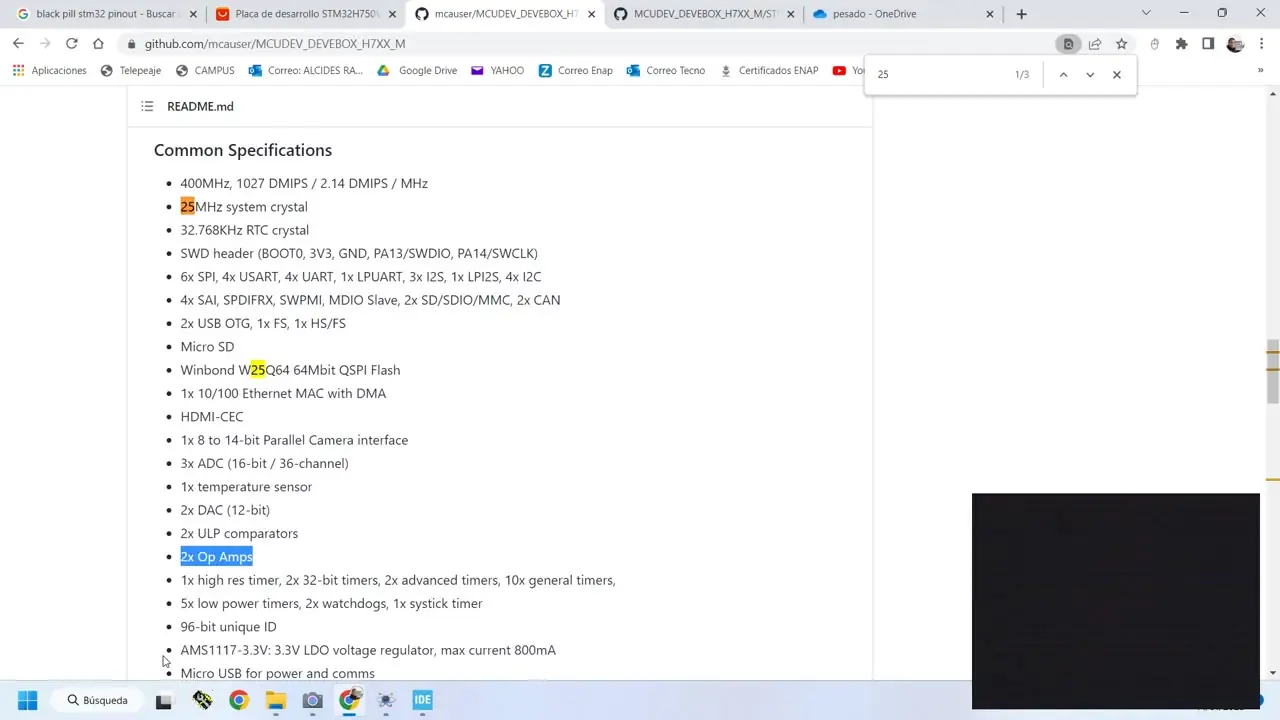 black pill stm32 pinout - Buscar
Placa de desarrollo STM32H750V
mcauser/MCUDEV_DEVEBOX_H7
MCUDEV_DEVEBOX_H7XX_M/ST
pesado - OneDrive
github.com/mcauser/MCUDEV_DEVEBOX_H7XX_M
Aplicaciones
Telepeaje
CAMPUS
Correo: ALCIDES RA...
Google Drive
YAHOO
Correo Enap
Correo Tecno
Certificados ENAP
You
»
25
1/3
README.md
Common Specifications
400MHz, 1027 DMIPS / 2.14 DMIPS / MHz
25MHz system crystal
32.768KHz RTC crystal
SWD header (BOOT0, 3V3, GND, PA13/SWDIO, PA14/SWCLK)
6x SPI, 4x USART, 4x UART, 1x LPUART, 3x I2S, 1x LPI2S, 4x I2C
4x SAI, SPDIFRX, SWPMI, MDIO Slave, 2x SD/SDIO/MMC, 2x CAN
2x USB OTG, 1x FS, 1x HS/FS
Micro SD
Winbond W25Q64 64Mbit QSPI Flash
1x 10/100 Ethernet MAC with DMA
HDMI-CEC
1x 8 to 14-bit Parallel Camera interface
3x ADC (16-bit / 36-channel)
1x temperature sensor
2x DAC (12-bit)
2x ULP comparators
2x Op Amps
1x high res timer, 2x 32-bit timers, 2x advanced timers, 10x general timers,
5x low power timers, 2x watchdogs, 1x systick timer
96-bit unique ID
AMS1117-3.3V: 3.3V LDO voltage regulator, max current 800mA
Micro USB for power and comms
Búsqueda
IDE